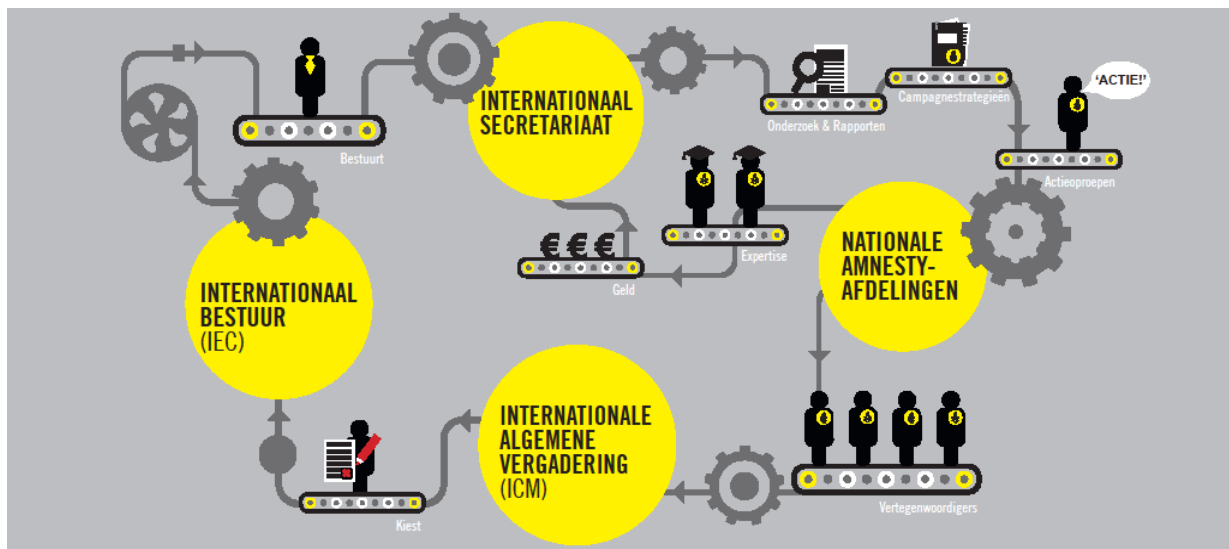 INTERNATIONAAL
SECRETARIAAT
Bestuurt
Onderzoek & Rapporten
Campagnestrategieën
'ACTIE!'
Actieoproepen
NATIONALE
AMNESTY-
AFDELINGEN
Expertise
€ € €
Geld
INTERNATIONAAL
BESTUUR
(IEC)
INTERNATIONALE
ALGEMENE
VERGADERING
(ICM)
Kiest
Vertegenwoordigers